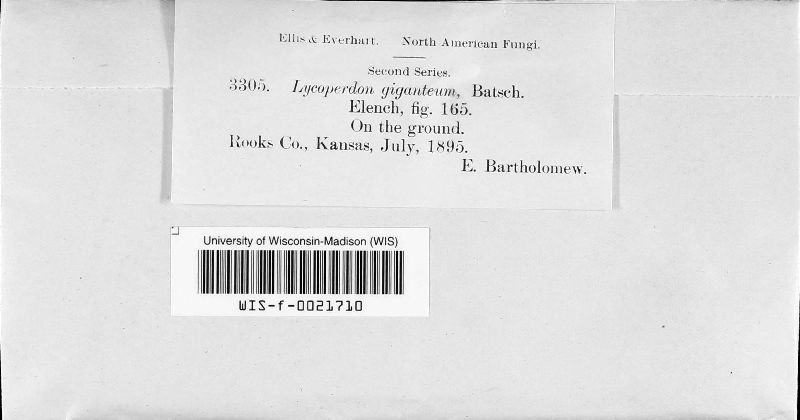 Ellis & Everhart. North American Fungi.
Second Series.
3305. Lycoperdon giganteum, Batsch.
Elench, fig. 165.
On the ground.
Rooks Co., Kansas, July, 1895.
E. Bartholomew.
University of Wisconsin-Madison (WIS)
WIS-f-0021710